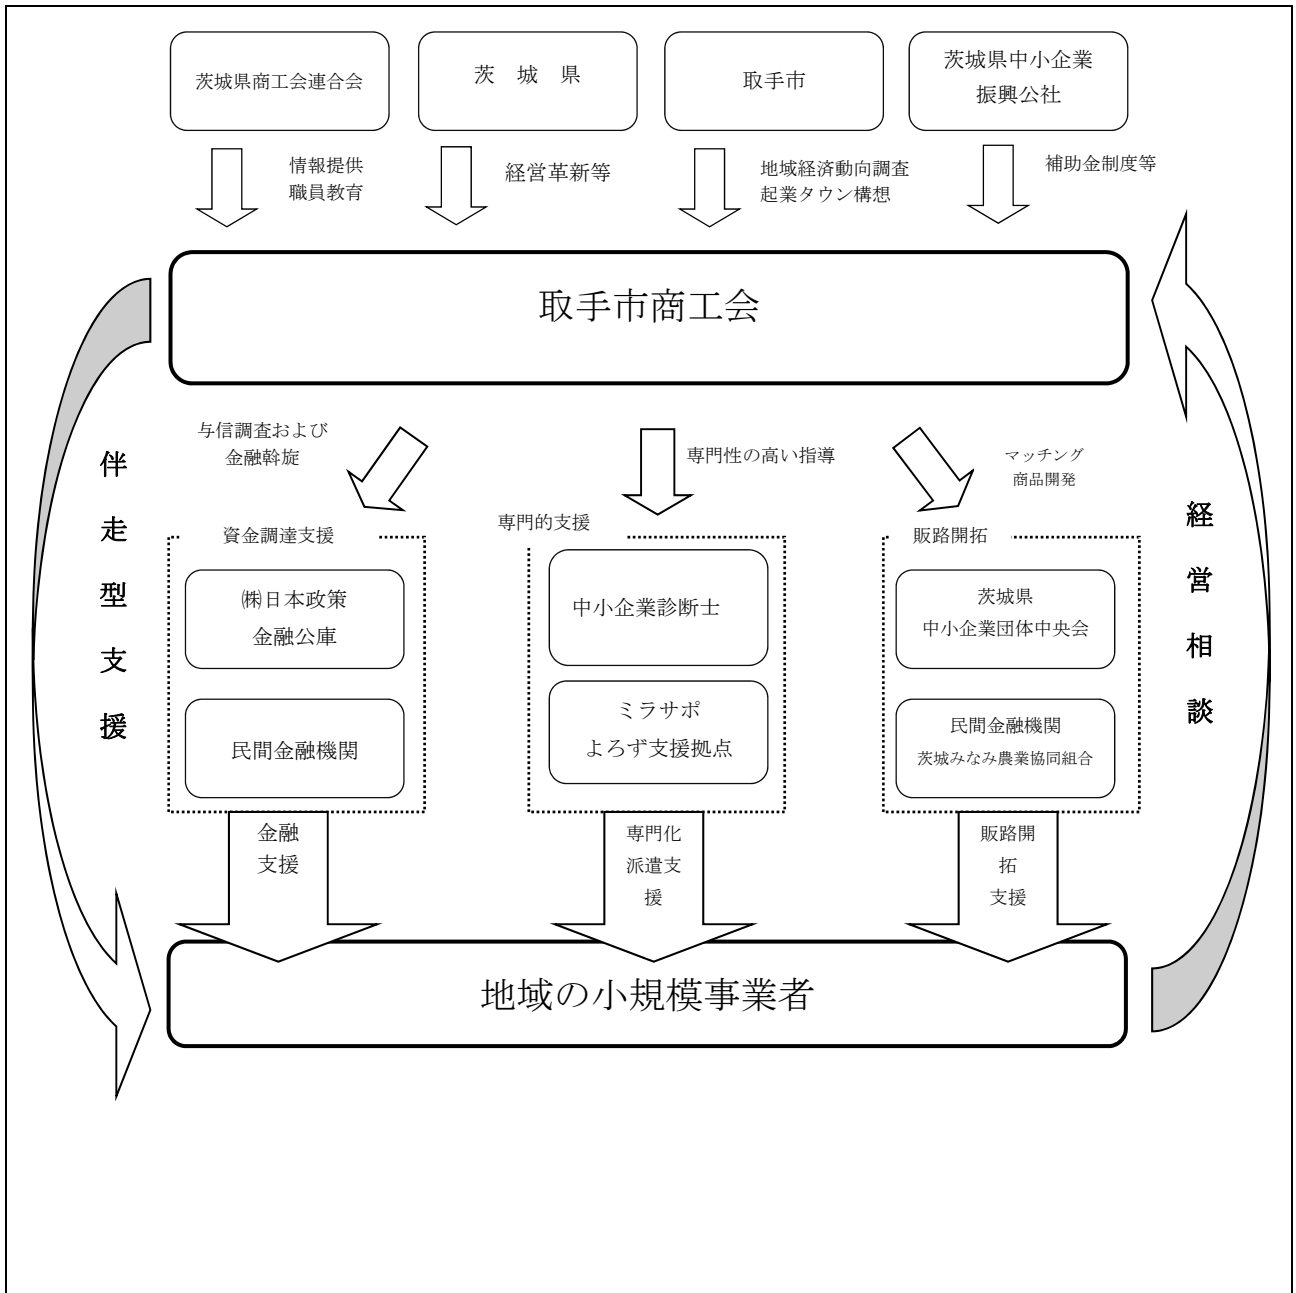 茨城県商工会連合会
茨　城　県
取手市
茨城県中小企業
振興公社
情報提供
職員教育
経営革新等
地域経済動向調査
起業タウン構想
補助金制度等
取手市商工会
伴走型支援
与信調査および
金融斡旋
専門性の高い指導
マッチング
商品開発
経営相談
資金調達支援
専門的支援
販路開拓
㈱日本政策
金融公庫
民間金融機関
中小企業診断士
ミラサポ
よろず支援拠点
茨城県
中小企業団体中央会
民間金融機関
茨城みなみ農業協同組合
金融
支援
専門化
派遣支
援
販路開
拓
支援
地域の小規模事業者